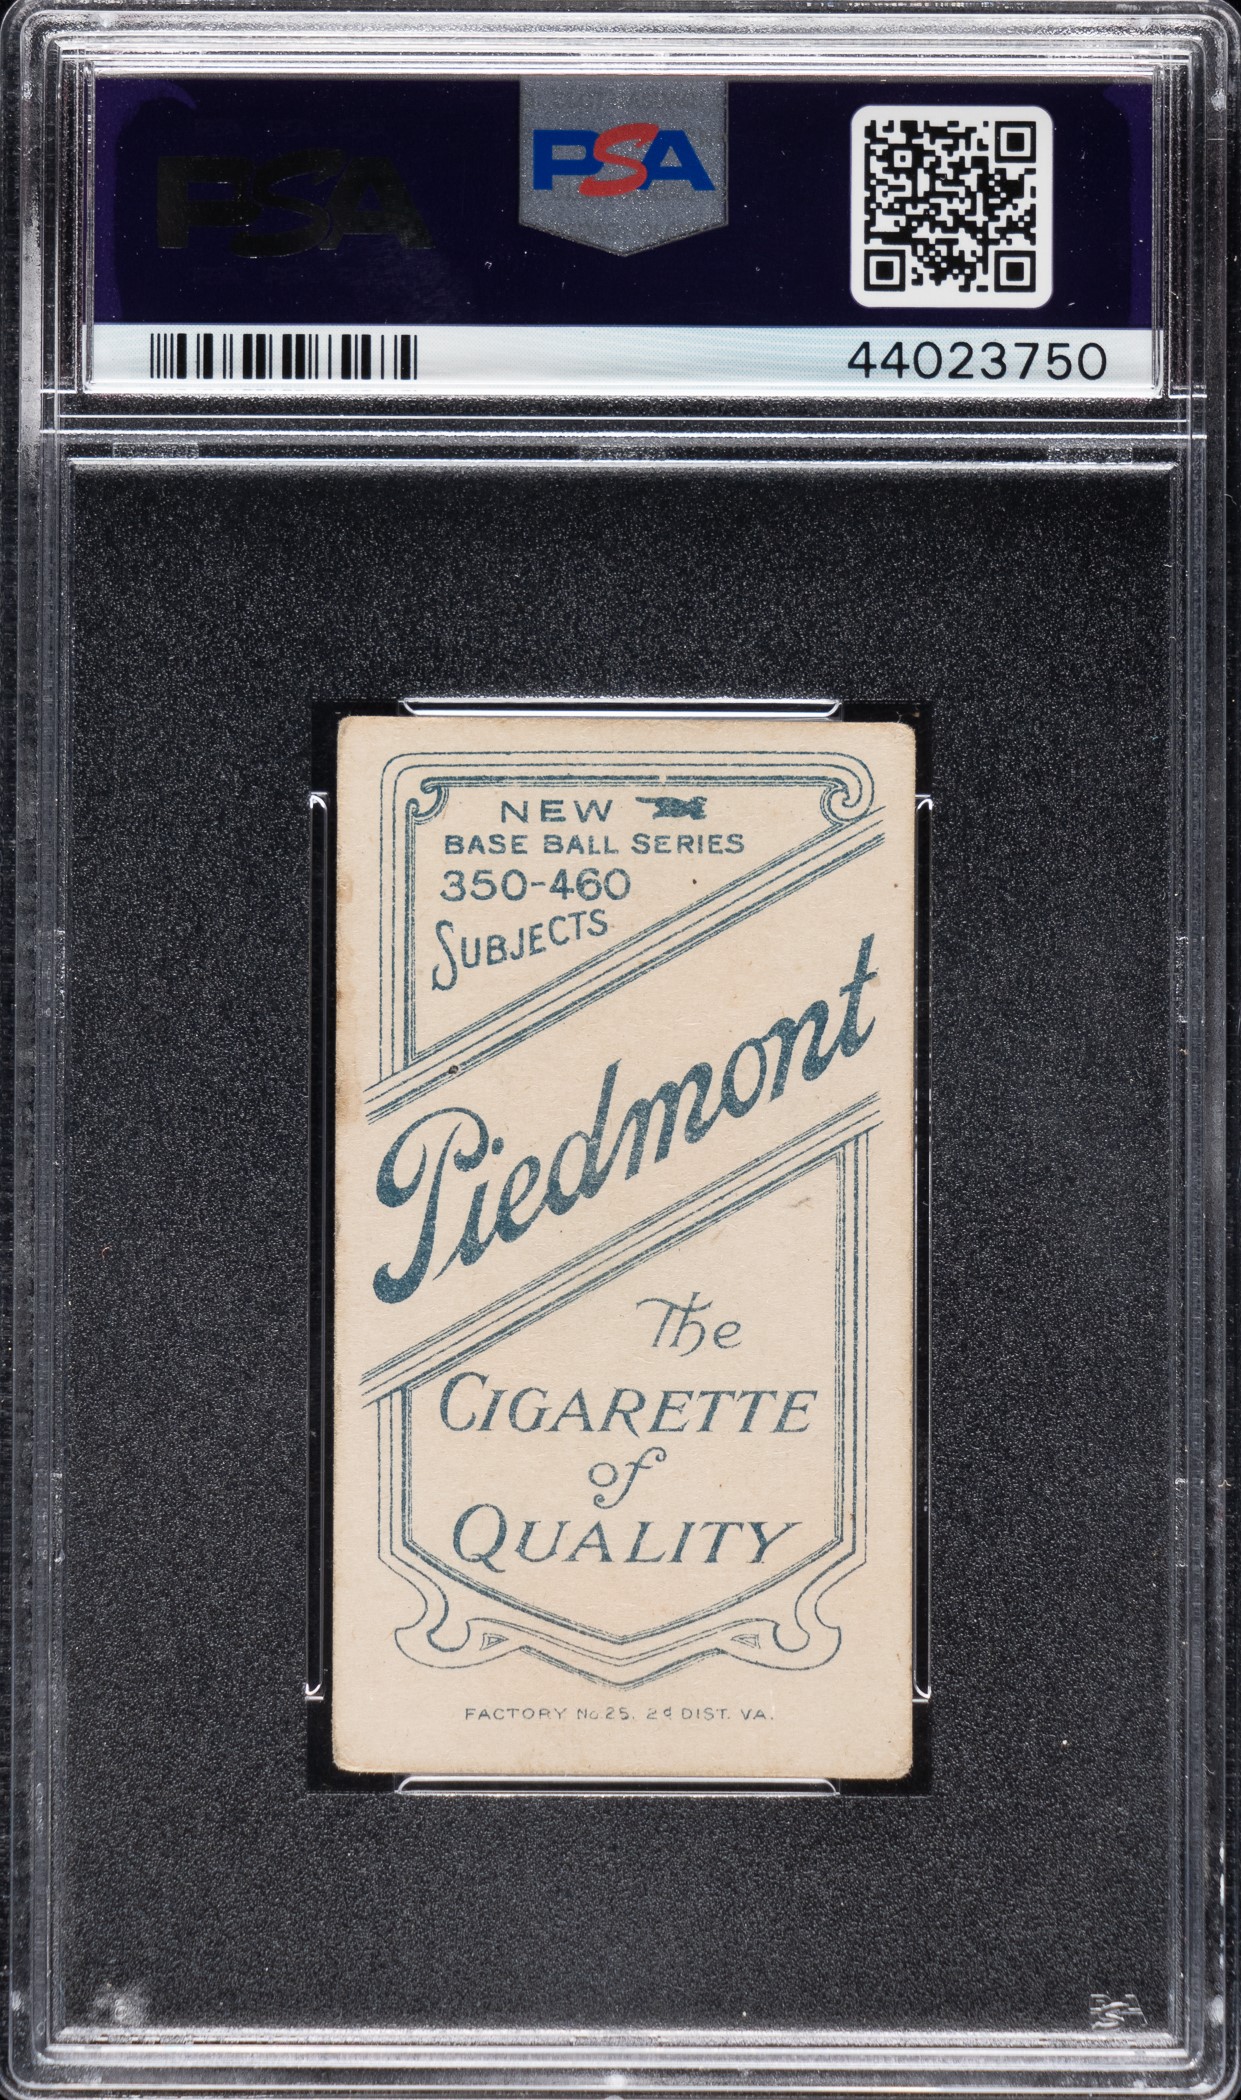 PSA
PSA
44023750
NEW
BASE BALL SERIES
350-460
SUBJECTS
Piedmont
The
CIGARETTE
of
QUALITY
FACTORY No. 25, 2d DIST. VA.
PSA